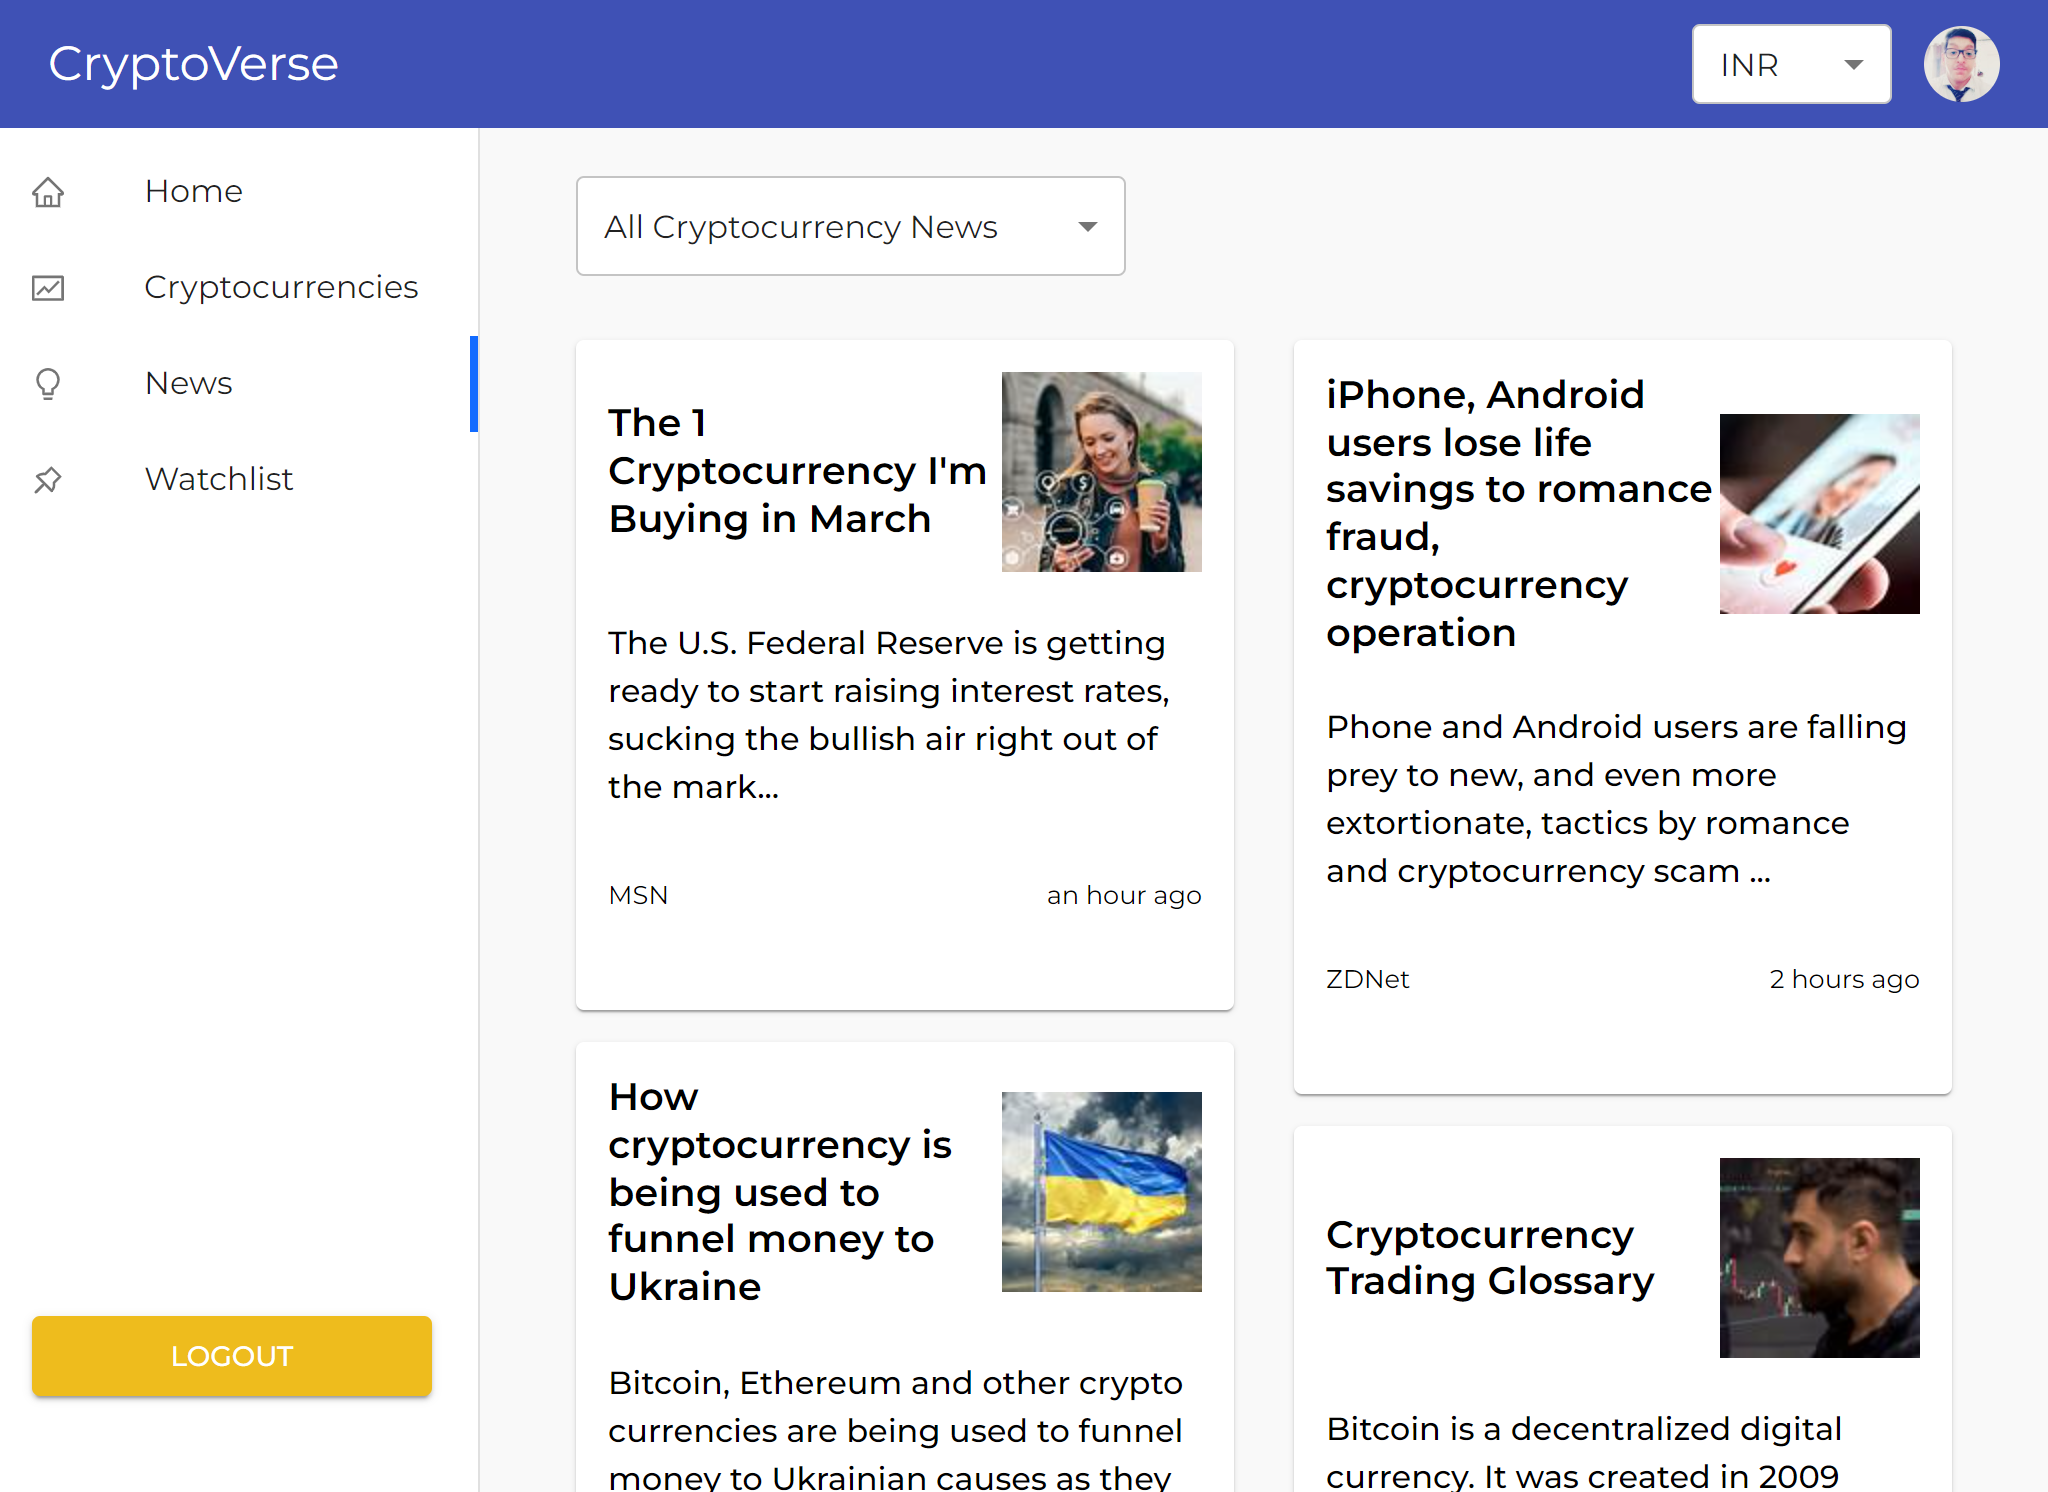 CryptoVerse
INR
Home
Cryptocurrencies
News
Watchlist
LOGOUT
All Cryptocurrency News
The 1
Cryptocurrency I'm
Buying in March
The U.S. Federal Reserve is getting
ready to start raising interest rates,
sucking the bullish air right out of
the mark...
MSN
an hour ago
iPhone, Android
users lose life
savings to romance
fraud,
cryptocurrency
operation
Phone and Android users are falling
prey to new, and even more
extortionate, tactics by romance
and cryptocurrency scam ...
ZDNet
2 hours ago
How
cryptocurrency is
being used to
funnel money to
Ukraine
Bitcoin, Ethereum and other crypto
currencies are being used to funnel
money to Ukrainian causes as they
Cryptocurrency
Trading Glossary
Bitcoin is a decentralized digital
currency. It was created in 2009